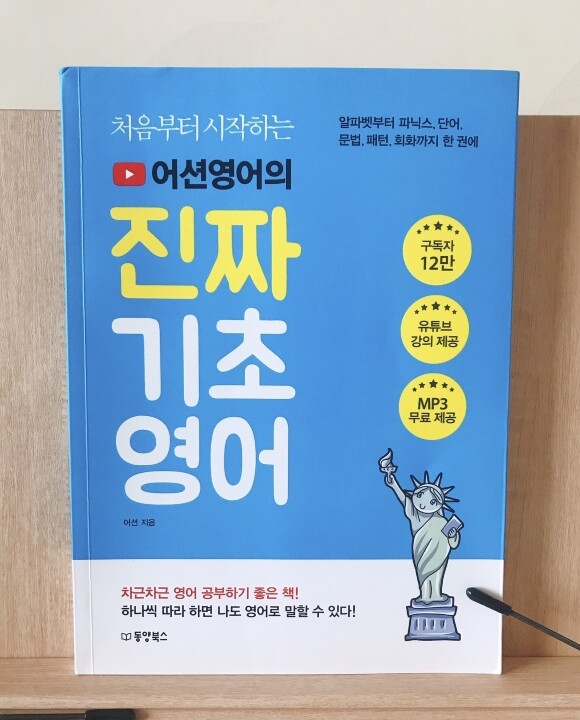 처음부터 시작하는
어션영어의
진짜
기초
영어
어션 지음
알파벳부터 파닉스, 단어,
문법, 패턴, 회화까지 한 권에
구독자
12만
유튜브
강의 제공
MP3
무료 제공
차근차근 영어 공부하기 좋은 책!
하나씩 따라 하면 나도 영어로 말할 수 있다!
동양북스